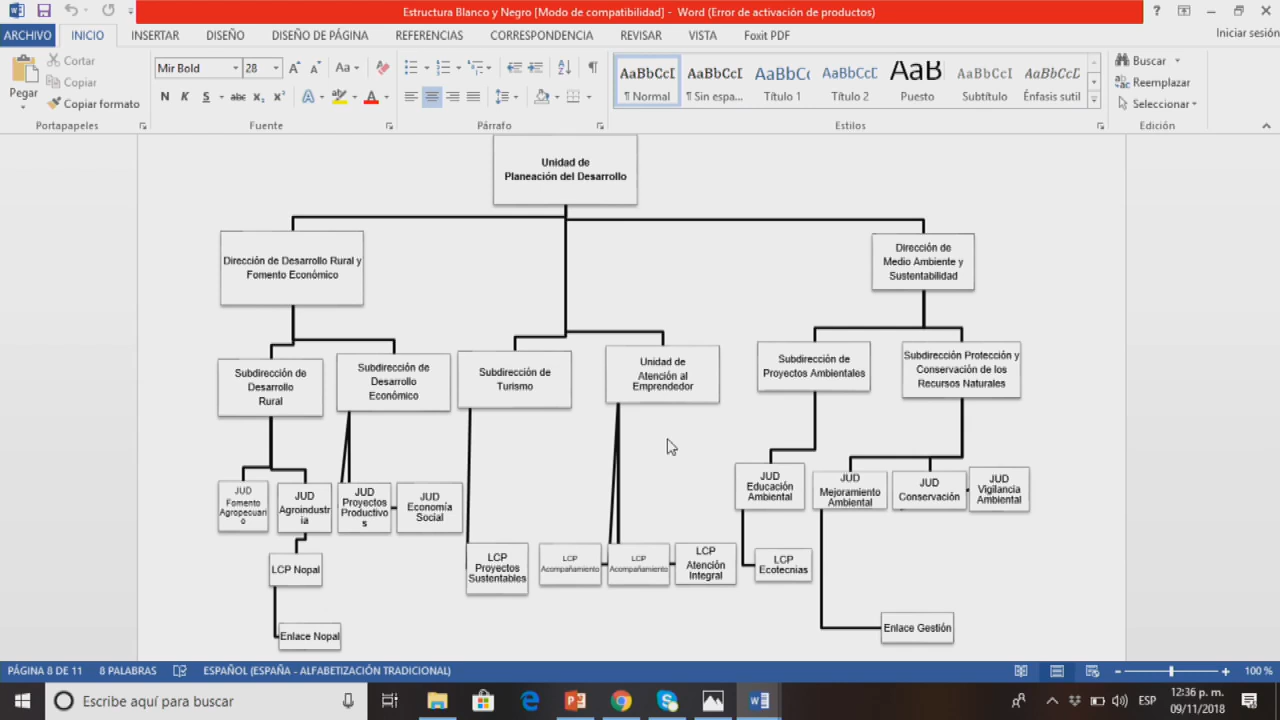 Estructura Blanco y Negro [Modo de compatibilidad] - Word (Error de activación de productos)
?
ARCHIVO INICIO INSERTAR DISEÑO DISEÑO DE PÁGINA REFERENCIAS CORRESPONDENCIA REVISAR VISTA Foxit PDF Iniciar sesión
Pegar
Cortar
Copiar
Copiar formato
Portapapeles
Mir Bold 28
N K S abc x₂ x²
Fuente
Párrafo
AaBbCcD AaBbCcD AaBbCc AaBbCcD AaB AaBbCcD AaBbCcD
¶ Normal ¶ Sin espa... Título 1 Título 2 Puesto Subtítulo Énfasis sutil
Estilos
Buscar
Reemplazar
Seleccionar
Edición
Unidad de
Planeación del Desarrollo
Dirección de Desarrollo Rural y
Fomento Económico
Dirección de
Medio Ambiente y
Sustentabilidad
Subdirección de
Desarrollo
Rural
Subdirección de
Desarrollo
Económico
Subdirección de
Turismo
Unidad de
Atención al
Emprendedor
Subdirección de
Proyectos Ambientales
Subdirección Protección y
Conservación de los
Recursos Naturales
JUD
Fomento
Agropecuari
o
JUD
Agroindustr
ia
JUD
Proyectos
Productivo
s
JUD
Economía
Social
JUD
Educación
Ambiental
JUD
Mejoramiento
Ambiental
JUD
Conservación
JUD
Vigilancia
Ambiental
LCP Nopal
LCP
Proyectos
Sustentables
LCP
Acompañamiento
LCP
Acompañamiento
LCP
Atención
Integral
LCP
Ecotecnias
Enlace Nopal
Enlace Gestión
PÁGINA 8 DE 11 8 PALABRAS ESPAÑOL (ESPAÑA - ALFABETIZACIÓN TRADICIONAL) 100 %
Escribe aquí para buscar
ESP
12:36 p. m.
09/11/2018